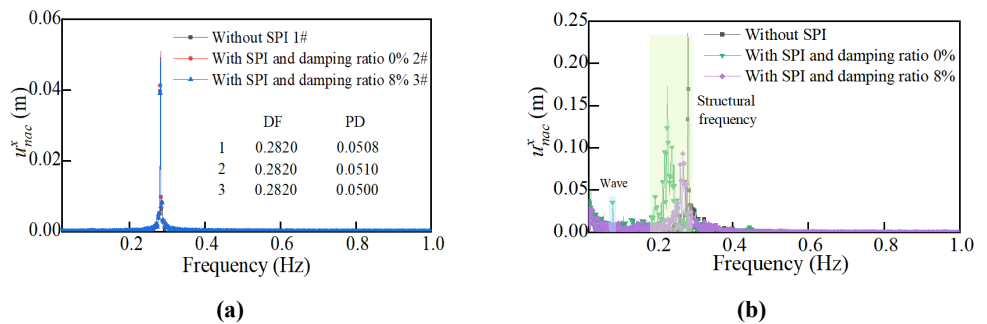 0.06
0.04
0.02
0.00
u^x_nac (m)
Without SPI 1#
With SPI and damping ratio 0% 2#
With SPI and damping ratio 8% 3#
DF PD
1 0.2820 0.0508
2 0.2820 0.0510
3 0.2820 0.0500
0.2 0.4 0.6 0.8 1.0
Frequency (Hz)
(a)
0.25
0.20
0.15
0.10
0.05
0.00
u^x_nac (m)
Without SPI
With SPI and damping ratio 0%
With SPI and damping ratio 8%
Structural
frequency
Wave
0.2 0.4 0.6 0.8 1.0
Frequency (Hz)
(b)